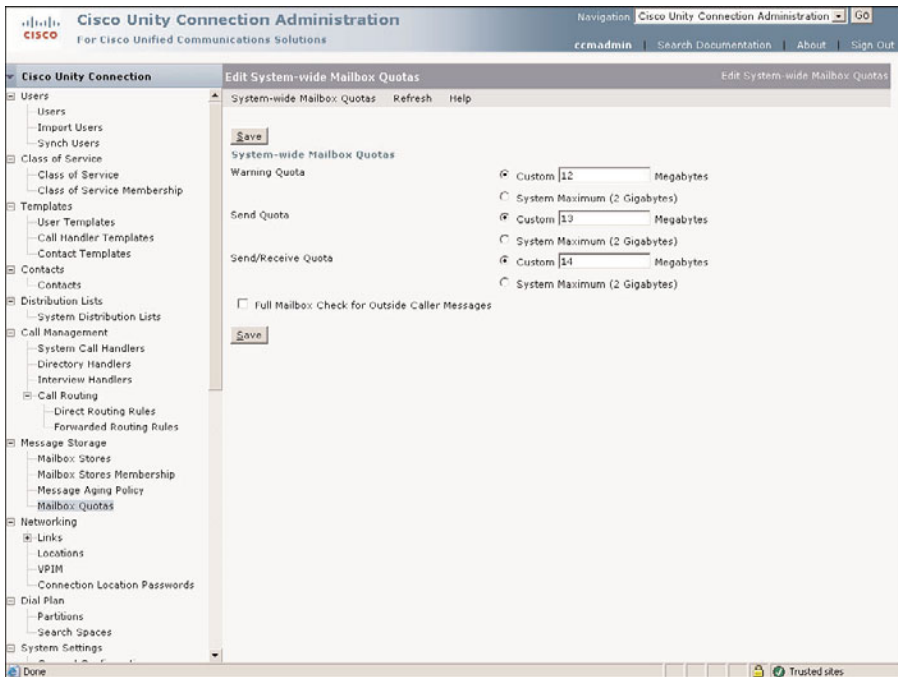 Cisco Unity Connection Administration
For Cisco Unified Communications Solutions
CISCO
Navigation Cisco Unity Connection Administration GO
ccmadmin | Search Documentation | About | Sign Out
Cisco Unity Connection
Users
Users
Import Users
Synch Users
Class of Service
Class of Service
Class of Service Membership
Templates
User Templates
Call Handler Templates
Contact Templates
Contacts
Contacts
Distribution Lists
System Distribution Lists
Call Management
System Call Handlers
Directory Handlers
Interview Handlers
Call Routing
Direct Routing Rules
Forwarded Routing Rules
Message Storage
Mailbox Stores
Mailbox Stores Membership
Message Aging Policy
Mailbox Quotas
Networking
Links
Locations
VPIM
Connection Location Passwords
Dial Plan
Partitions
Search Spaces
System Settings
Edit System-wide Mailbox Quotas
Edit System-wide Mailbox Quotas
System-wide Mailbox Quotas Refresh Help
Save
System-wide Mailbox Quotas
Warning Quota Custom 12 Megabytes
System Maximum (2 Gigabytes)
Send Quota Custom 13 Megabytes
System Maximum (2 Gigabytes)
Send/Receive Quota Custom 14 Megabytes
System Maximum (2 Gigabytes)
Full Mailbox Check for Outside Caller Messages
Save
Done
Trusted sites